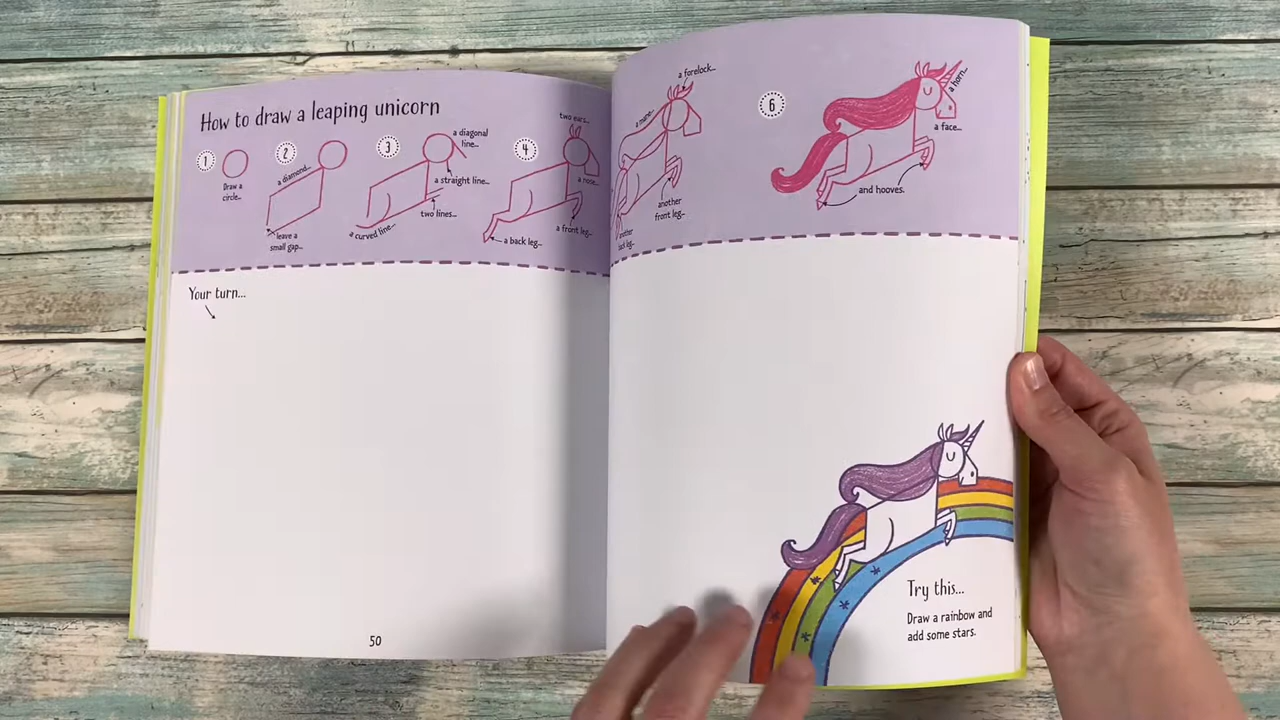 How to draw a leaping unicorn
1
Draw a
circle...
2
a diamond...
leave a
small gap...
3
a diagonal
line...
a straight line...
two lines...
a curved line...
4
two ears...
a nose...
a front leg...
a back leg...
a mane...
a forelock...
another
front leg...
another
back leg...
6
a horn...
a face...
and hooves.
Your turn...
Try this...
Draw a rainbow and
add some stars.
50